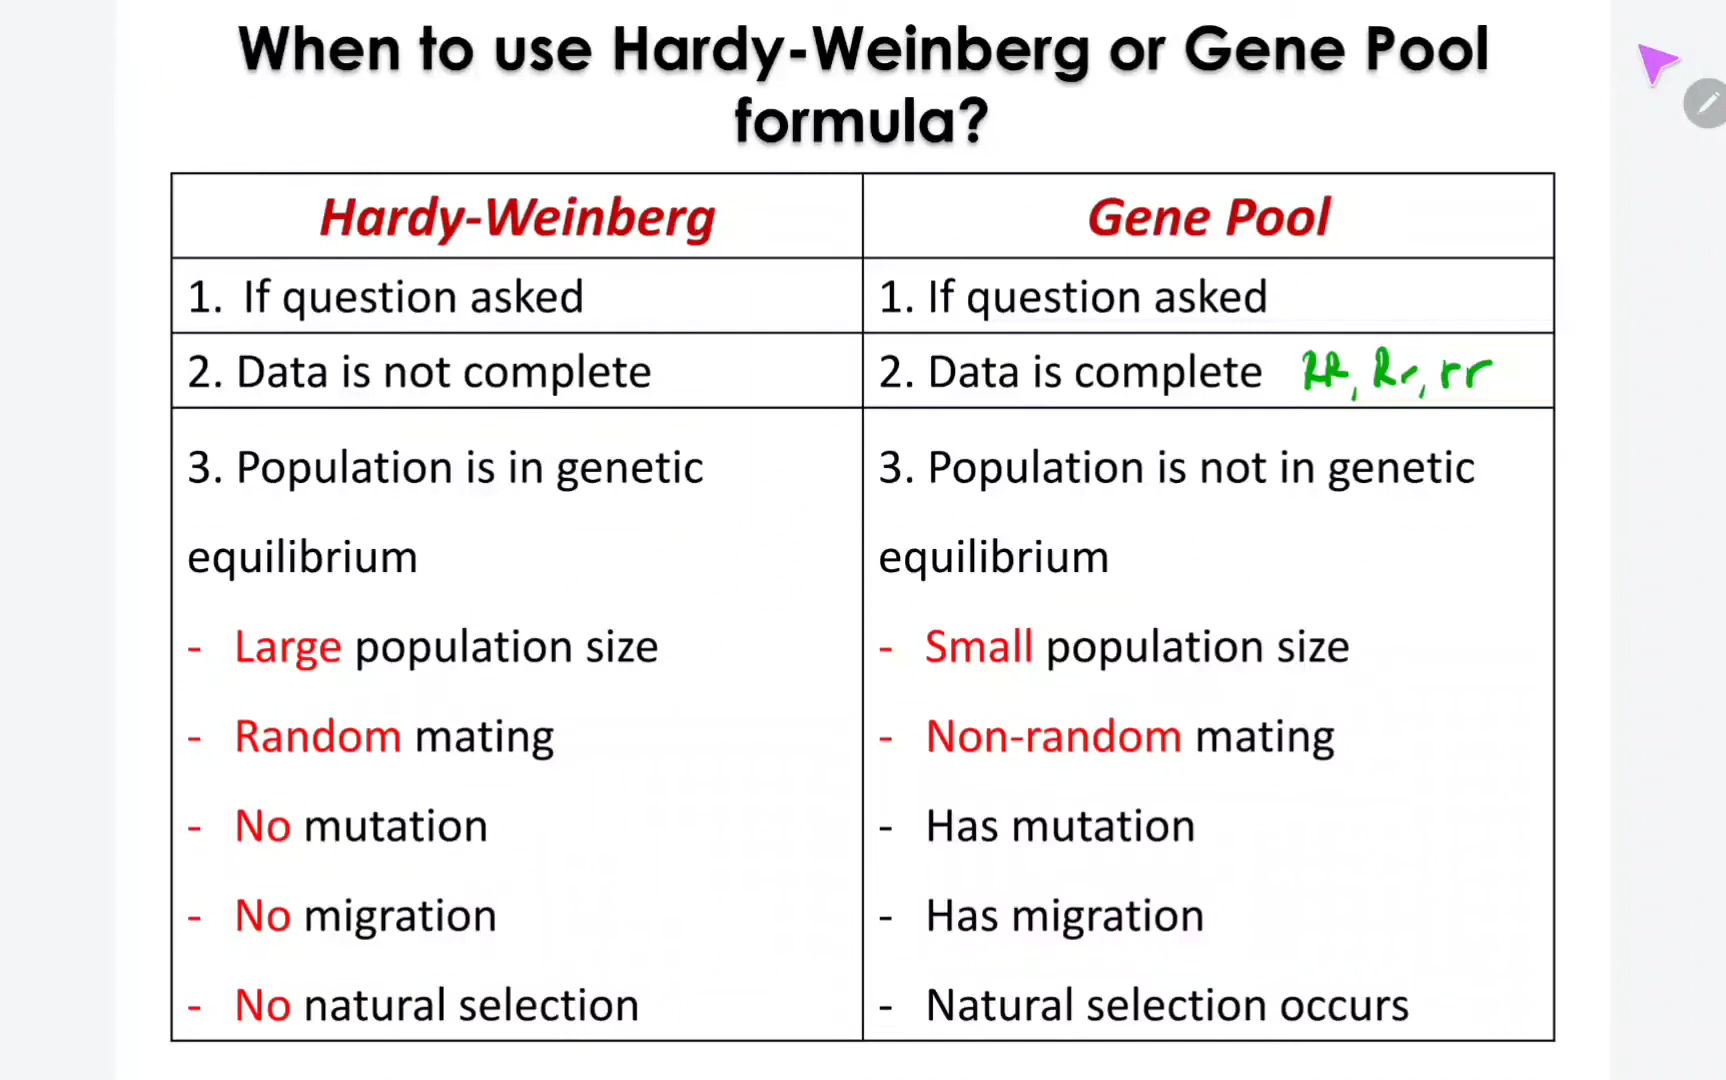 When to use Hardy-Weinberg or Gene Pool
formula?
Hardy-Weinberg
Gene Pool
1. If question asked
1. If question asked
2. Data is not complete
2. Data is complete RR, Rr, rr
3. Population is in genetic
equilibrium
- Large population size
- Random mating
- No mutation
- No migration
- No natural selection
3. Population is not in genetic
equilibrium
- Small population size
- Non-random mating
- Has mutation
- Has migration
- Natural selection occurs